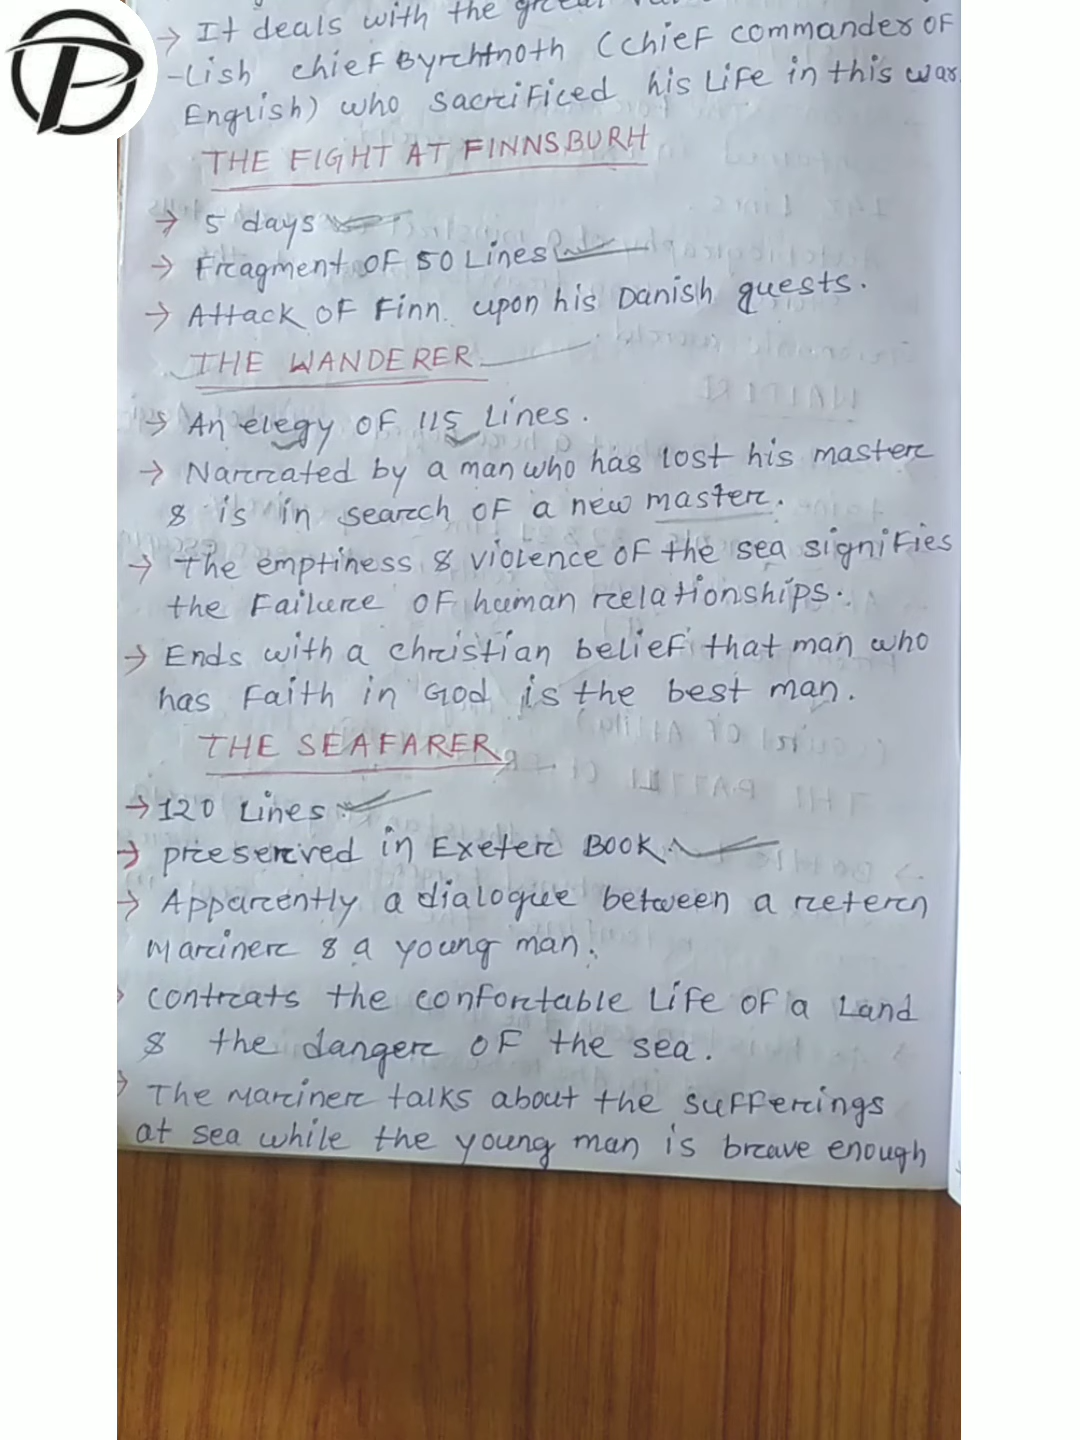 → It deals with the great
-lish chief Byrchtnoth (chief commander of
English) who sacrificed his life in this war
THE FIGHT AT FINNSBURH
→ 5 days
→ Fragment of 50 Lines
→ Attack of Finn upon his Danish guests.
THE WANDERER
→ An elegy of 115 Lines.
→ Narrated by a man who has lost his master
& is in search of a new master.
→ The emptiness & violence of the sea signifies
the failure of human relationships.
→ Ends with a christian belief that man who
has faith in God is the best man.
THE SEAFARER
→ 120 Lines
→ preserved in Exeter BOOK
→ Apparently a dialogue between a retern
Mariner & a young man.
→ contrats the confortable life of a Land
& the danger of the sea.
→ The Mariner talks about the sufferings
at sea while the young man is brave enough